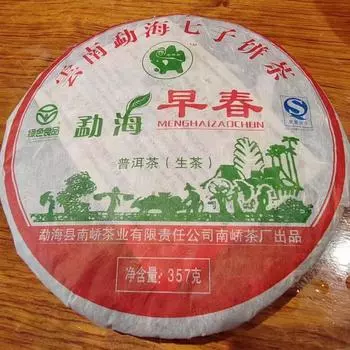 雲南勐海七子饼茶
TM
绿色食品
勐海
早春
MENGHAIZAOCHUN
普洱茶（生茶）
勐海县南峤茶业有限责任公司南峤茶厂出品
净含量：357克